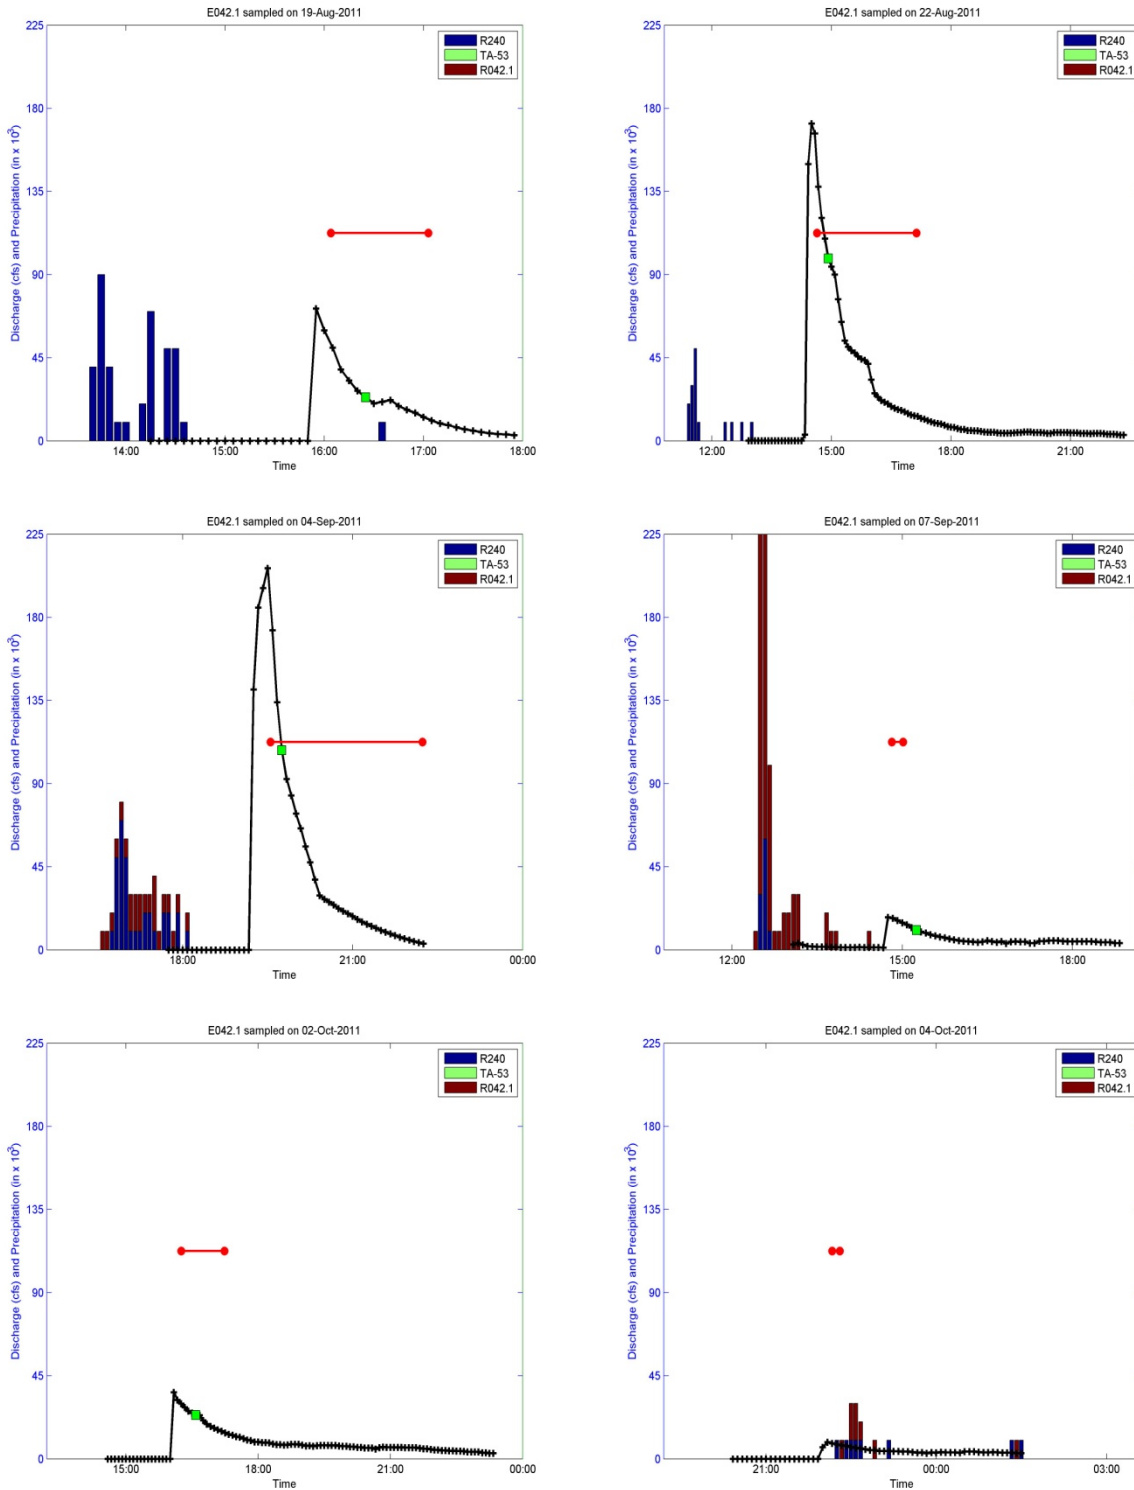 E042.1 sampled on 19-Aug-2011
Discharge (cfs) and Precipitation (in x 10³)
225
180
135
90
45
0
R240
TA-53
R042.1
14:00 15:00 16:00 17:00 18:00
Time
E042.1 sampled on 22-Aug-2011
Discharge (cfs) and Precipitation (in x 10³)
225
180
135
90
45
0
R240
TA-53
R042.1
12:00 15:00 18:00 21:00
Time
E042.1 sampled on 04-Sep-2011
Discharge (cfs) and Precipitation (in x 10³)
225
180
135
90
45
0
R240
TA-53
R042.1
18:00 21:00 00:00
Time
E042.1 sampled on 07-Sep-2011
Discharge (cfs) and Precipitation (in x 10³)
225
180
135
90
45
0
R240
TA-53
R042.1
12:00 15:00 18:00
Time
E042.1 sampled on 02-Oct-2011
Discharge (cfs) and Precipitation (in x 10³)
225
180
135
90
45
0
R240
TA-53
R042.1
15:00 18:00 21:00 00:00
Time
E042.1 sampled on 04-Oct-2011
Discharge (cfs) and Precipitation (in x 10³)
225
180
135
90
45
0
R240
TA-53
R042.1
21:00 00:00 03:00
Time